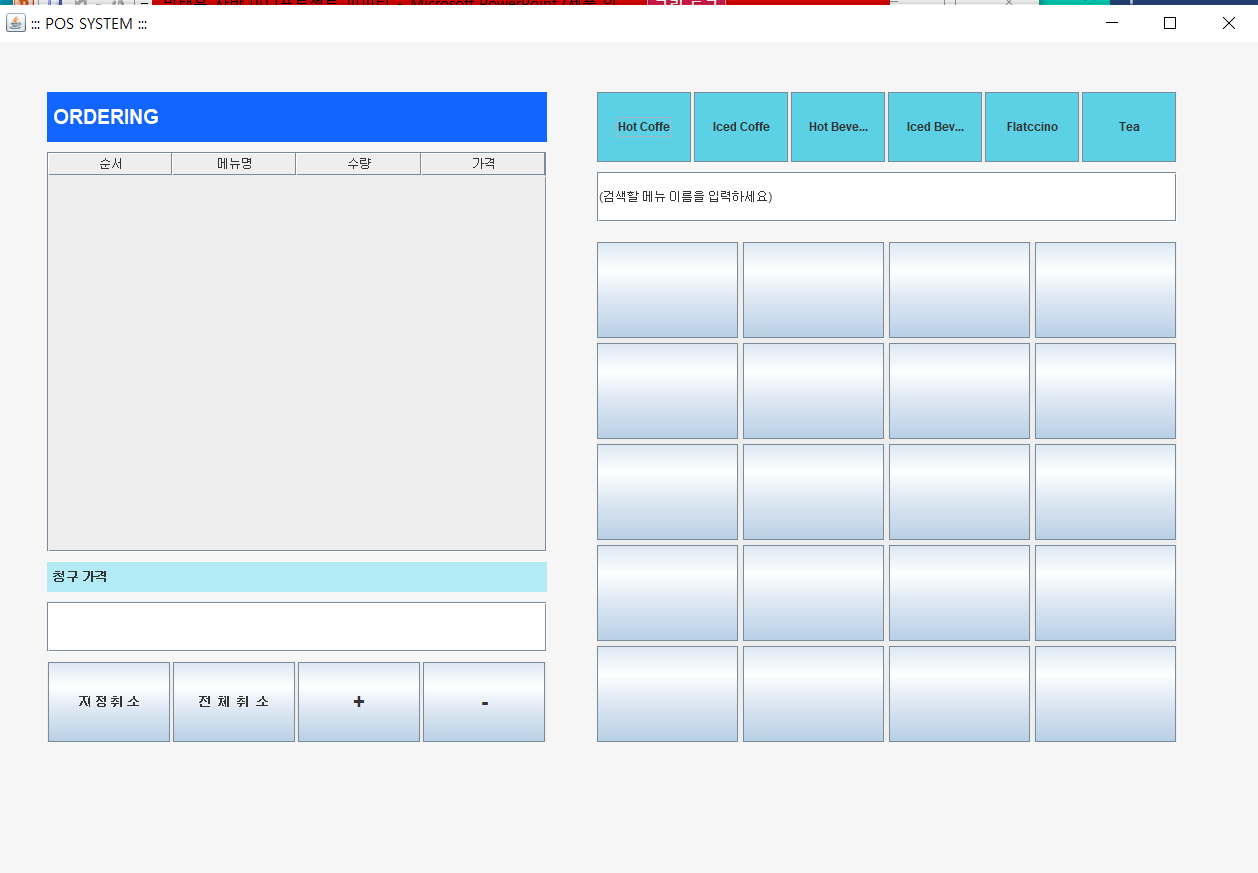 ::: POS SYSTEM :::
ORDERING
순서 메뉴명 수량 가격
청구 가격
지정취소 전 체 취 소 + -
Hot Coffe Iced Coffe Hot Beve... Iced Bev... Flatccino Tea
(검색할 메뉴 이름을 입력하세요)